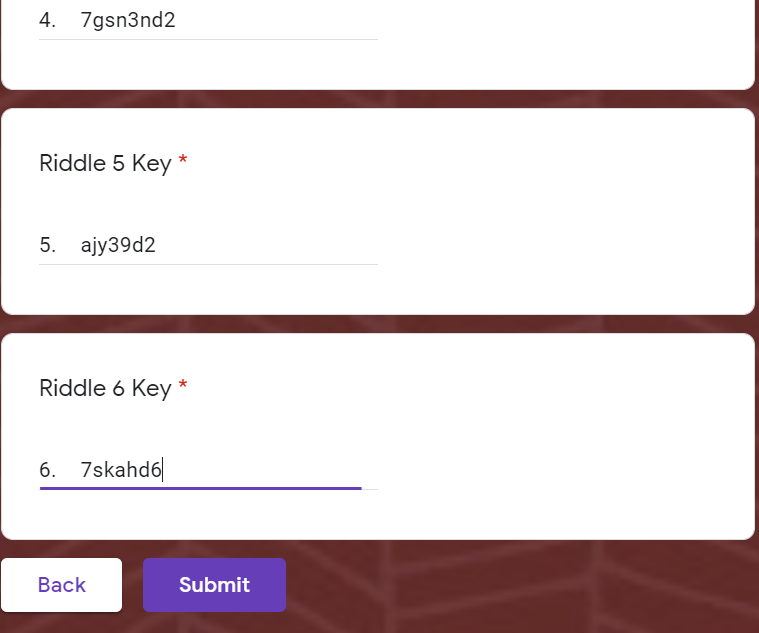 4. 7gsn3nd2
Riddle 5 Key *
5. ajy39d2
Riddle 6 Key *
6. 7skahd6
Back Submit